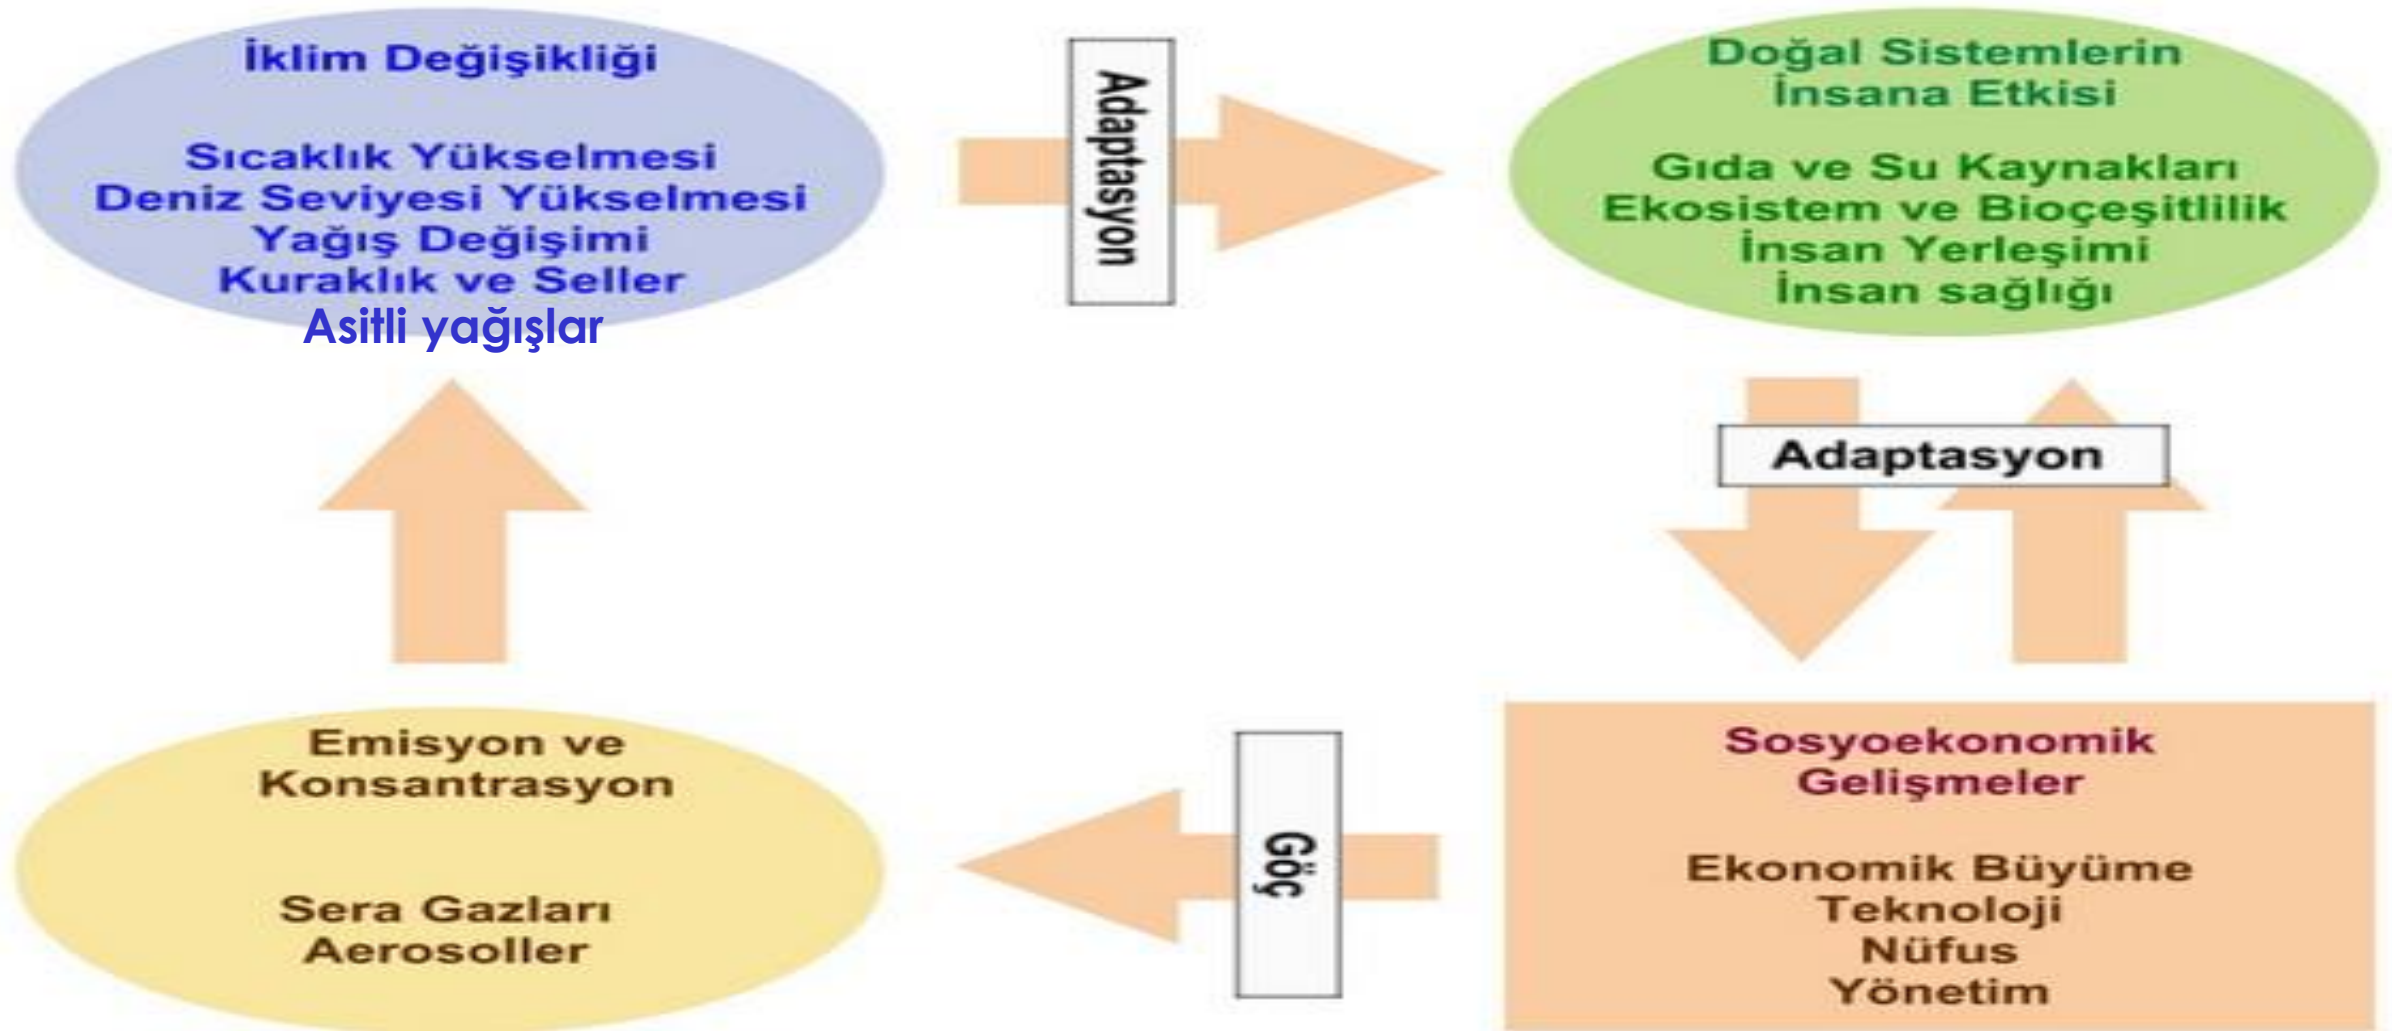 İklim Değişikliği
Sıcaklık Yükselmesi
Deniz Seviyesi Yükselmesi
Yağış Değişimi
Kuraklık ve Seller
Asitli yağışlar
Adaptasyon
Doğal Sistemlerin
İnsana Etkisi
Gıda ve Su Kaynakları
Ekosistem ve Bioçeşitlilik
İnsan Yerleşimi
İnsan sağlığı
Adaptasyon
Emisyon ve
Konsantrasyon
Sera Gazları
Aerosoller
Göç
Sosyoekonomik
Gelişmeler
Ekonomik Büyüme
Teknoloji
Nüfus
Yönetim